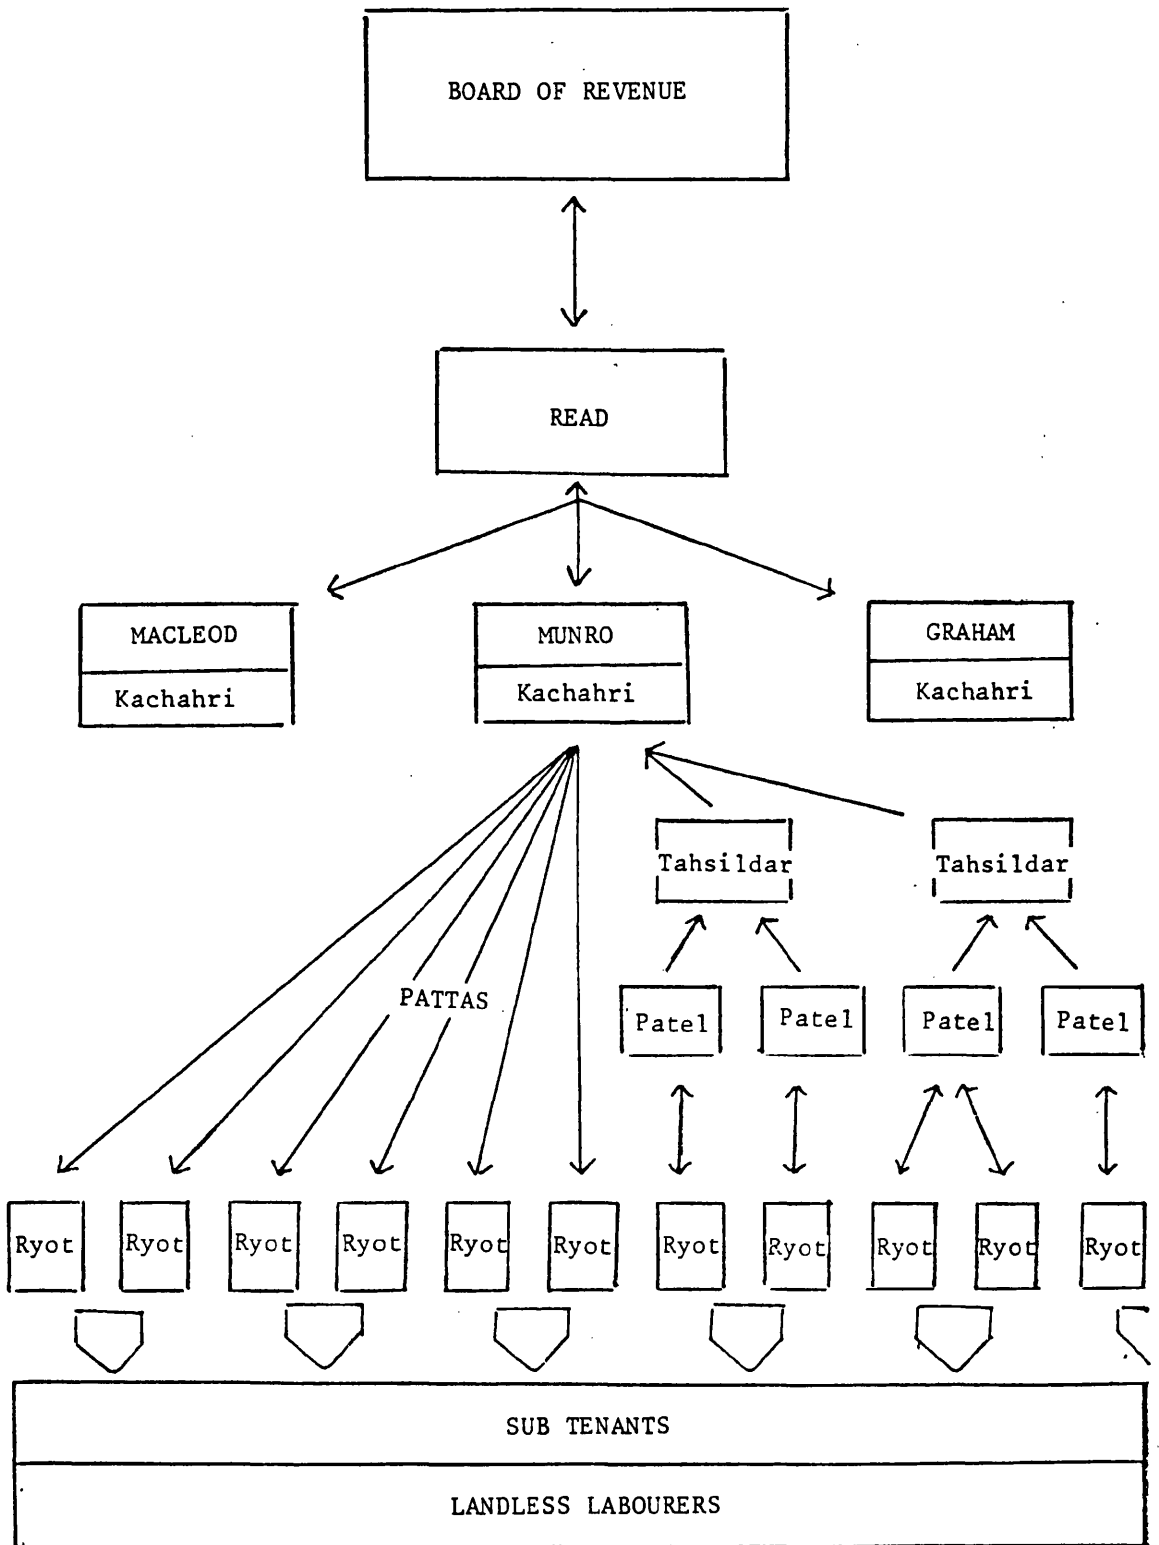 BOARD OF REVENUE
READ
MACLEOD
Kachahri
MUNRO
Kachahri
GRAHAM
Kachahri
Tahsildar Tahsildar
PATTAS
Patel Patel Patel Patel
Ryot Ryot Ryot Ryot Ryot Ryot Ryot Ryot Ryot Ryot Ryot
SUB TENANTS
LANDLESS LABOURERS